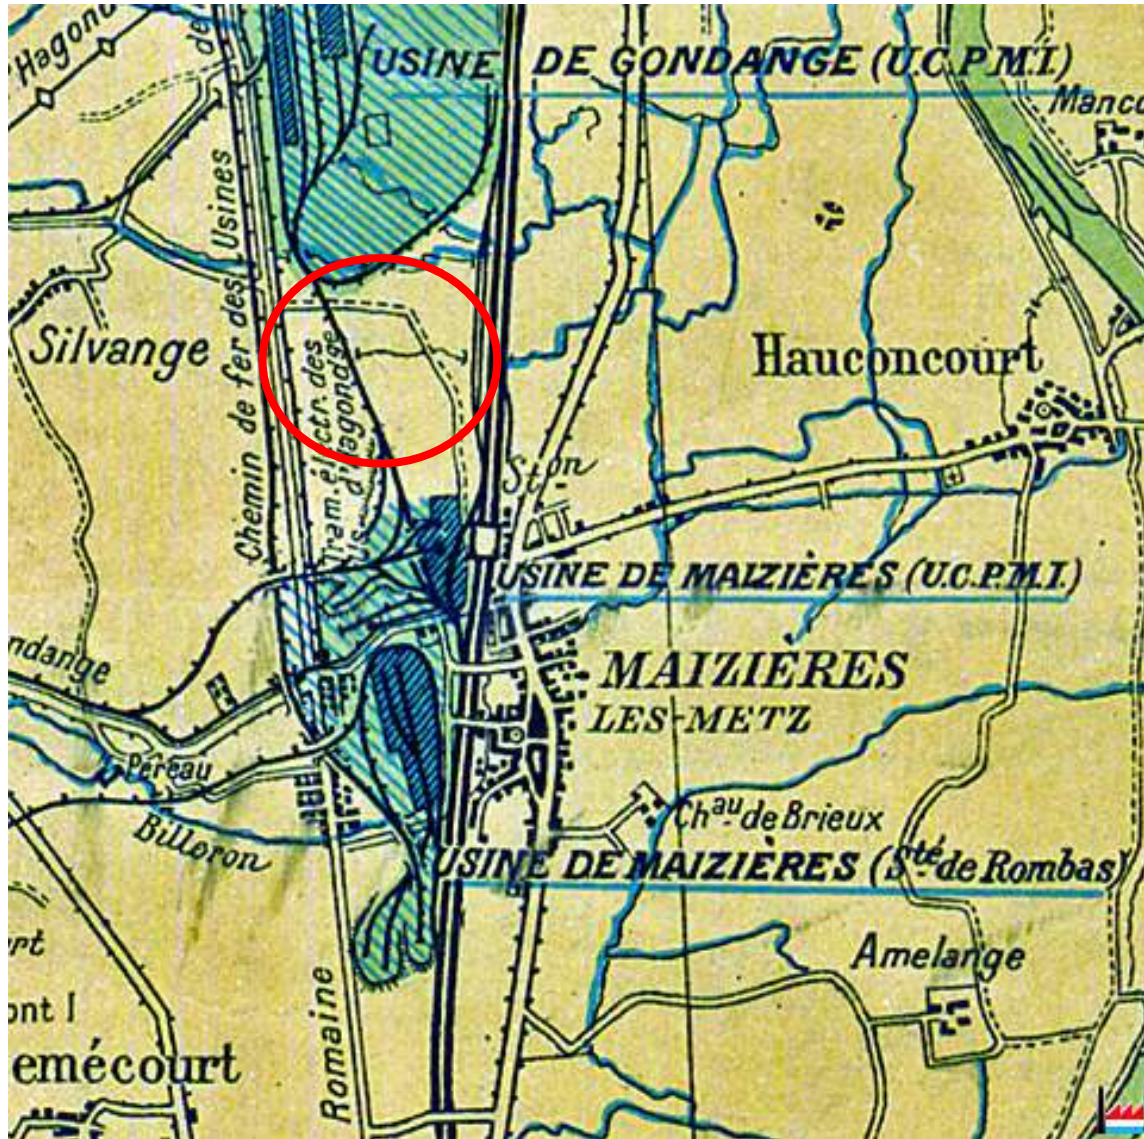 Hagond
de
USINE DE GONDANGE (U.C.P.M.I)
Manco
Chemin de fer des Usines
Silvange
Tram. électr. des
Us. d'Hagondge
Hauconcourt
Ston
USINE DE MAIZIÈRES (U.C.P.M.I.)
ndange
MAIZIÈRES
LES-METZ
Péreau
Billeron
Chau de Brieux
USINE DE MAIZIÈRES (Sté de Rombas)
rt
Amelange
ont I
emécourt
Romaine